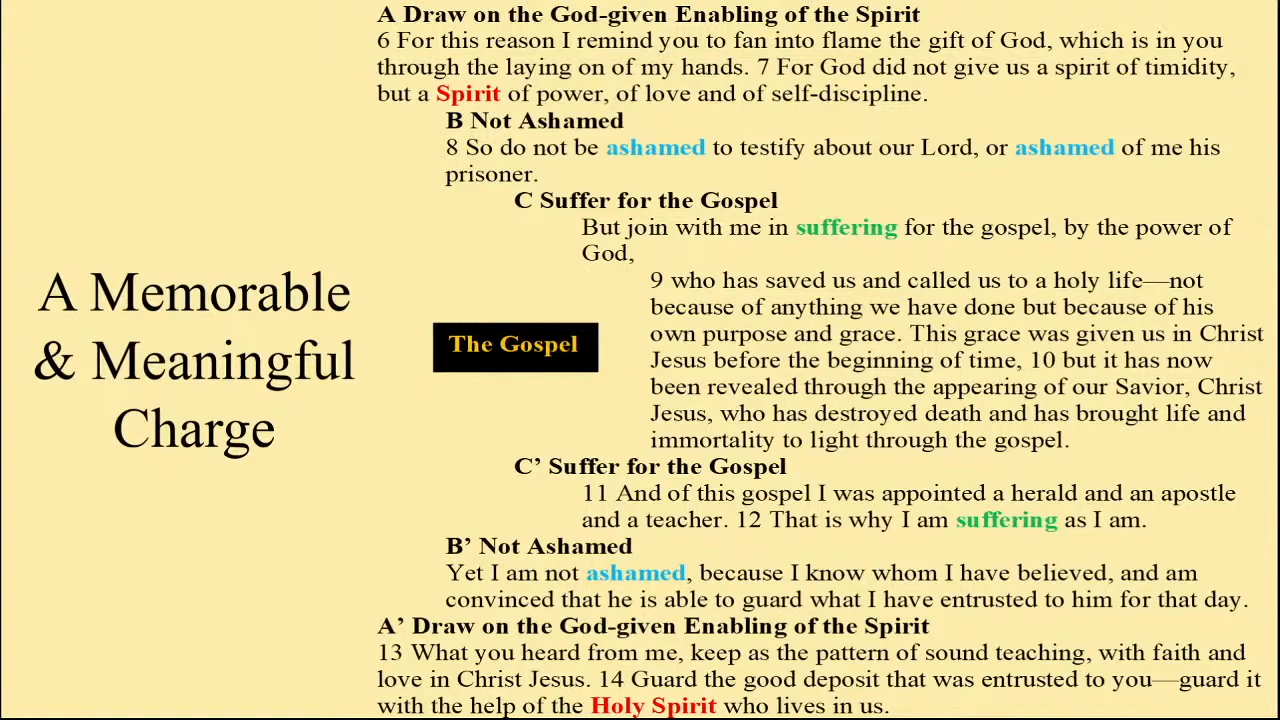 A Memorable
& Meaningful
Charge
A Draw on the God-given Enabling of the Spirit
6 For this reason I remind you to fan into flame the gift of God, which is in you
through the laying on of my hands. 7 For God did not give us a spirit of timidity,
but a Spirit of power, of love and of self-discipline.
B Not Ashamed
8 So do not be ashamed to testify about our Lord, or ashamed of me his
prisoner.
C Suffer for the Gospel
But join with me in suffering for the gospel, by the power of
God,
The Gospel
9 who has saved us and called us to a holy life—not
because of anything we have done but because of his
own purpose and grace. This grace was given us in Christ
Jesus before the beginning of time, 10 but it has now
been revealed through the appearing of our Savior, Christ
Jesus, who has destroyed death and has brought life and
immortality to light through the gospel.
C’ Suffer for the Gospel
11 And of this gospel I was appointed a herald and an apostle
and a teacher. 12 That is why I am suffering as I am.
B’ Not Ashamed
Yet I am not ashamed, because I know whom I have believed, and am
convinced that he is able to guard what I have entrusted to him for that day.
A’ Draw on the God-given Enabling of the Spirit
13 What you heard from me, keep as the pattern of sound teaching, with faith and
love in Christ Jesus. 14 Guard the good deposit that was entrusted to you—guard it
with the help of the Holy Spirit who lives in us.